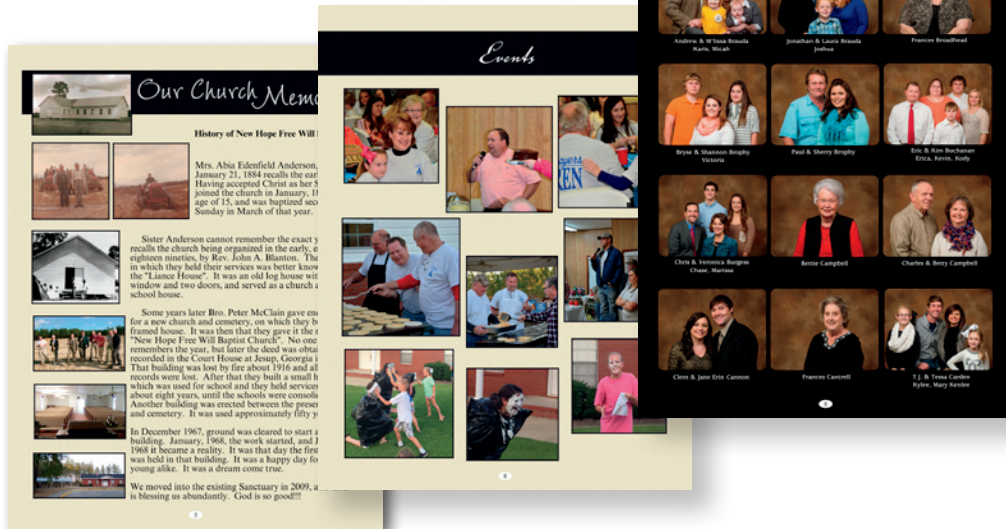 Our Church Memo
History of New Hope Free Will
Mrs. Abia Edenfield Anderson,
January 21, 1884 recalls the earl
Having accepted Christ as her S
joined the church in January, 18
age of 15, and was baptized sec
Sunday in March of that year.
Sister Anderson cannot remember the exact y
recalls the church being organized in the early, e
eighteen nineties, by Rev. John A. Blanton. The
in which they held their services was better know
the "Liance House". It was an old log house wit
window and two doors, and served as a church a
school house.
Some years later Bro. Peter McClain gave eno
for a new church and cemetery, on which they b
framed house. It was then that they gave it the n
"New Hope Free Will Baptist Church". No one
remembers the year, but later the deed was obtai
recorded in the Court House at Jesup, Georgia i
That building was lost by fire about 1916 and all
records were lost. After that they built a small h
which was used for school and they held services
about eight years, until the schools were consolid
Another building was erected between the presen
and cemetery. It was used approximately fifty y
In December 1967, ground was cleared to start a
building. January, 1968, the work started, and J
1968 it became a reality. It was that day the first
was held in that building. It was a happy day fo
young alike. It was a dream come true.
We moved into the existing Sanctuary in 2009, a
is blessing us abundantly. God is so good!!!
5
Events
EN
8
Andrew & M'Issa Brauda
Karis, Micah
Jonathan & Laura Brauda
Joshua
Frances Broadhead
Bryse & Shannon Brophy
Victoria
Paul & Sherry Brophy
Eric & Kim Buchanan
Erica, Kevin, Kody
Chris & Veronica Burgess
Chase, Marissa
Bettie Campbell
Charles & Betty Campbell
Clent & Jane Erin Cannon
Frances Cantrell
T.J. & Tessa Carden
Kylee, Mary Kenlee